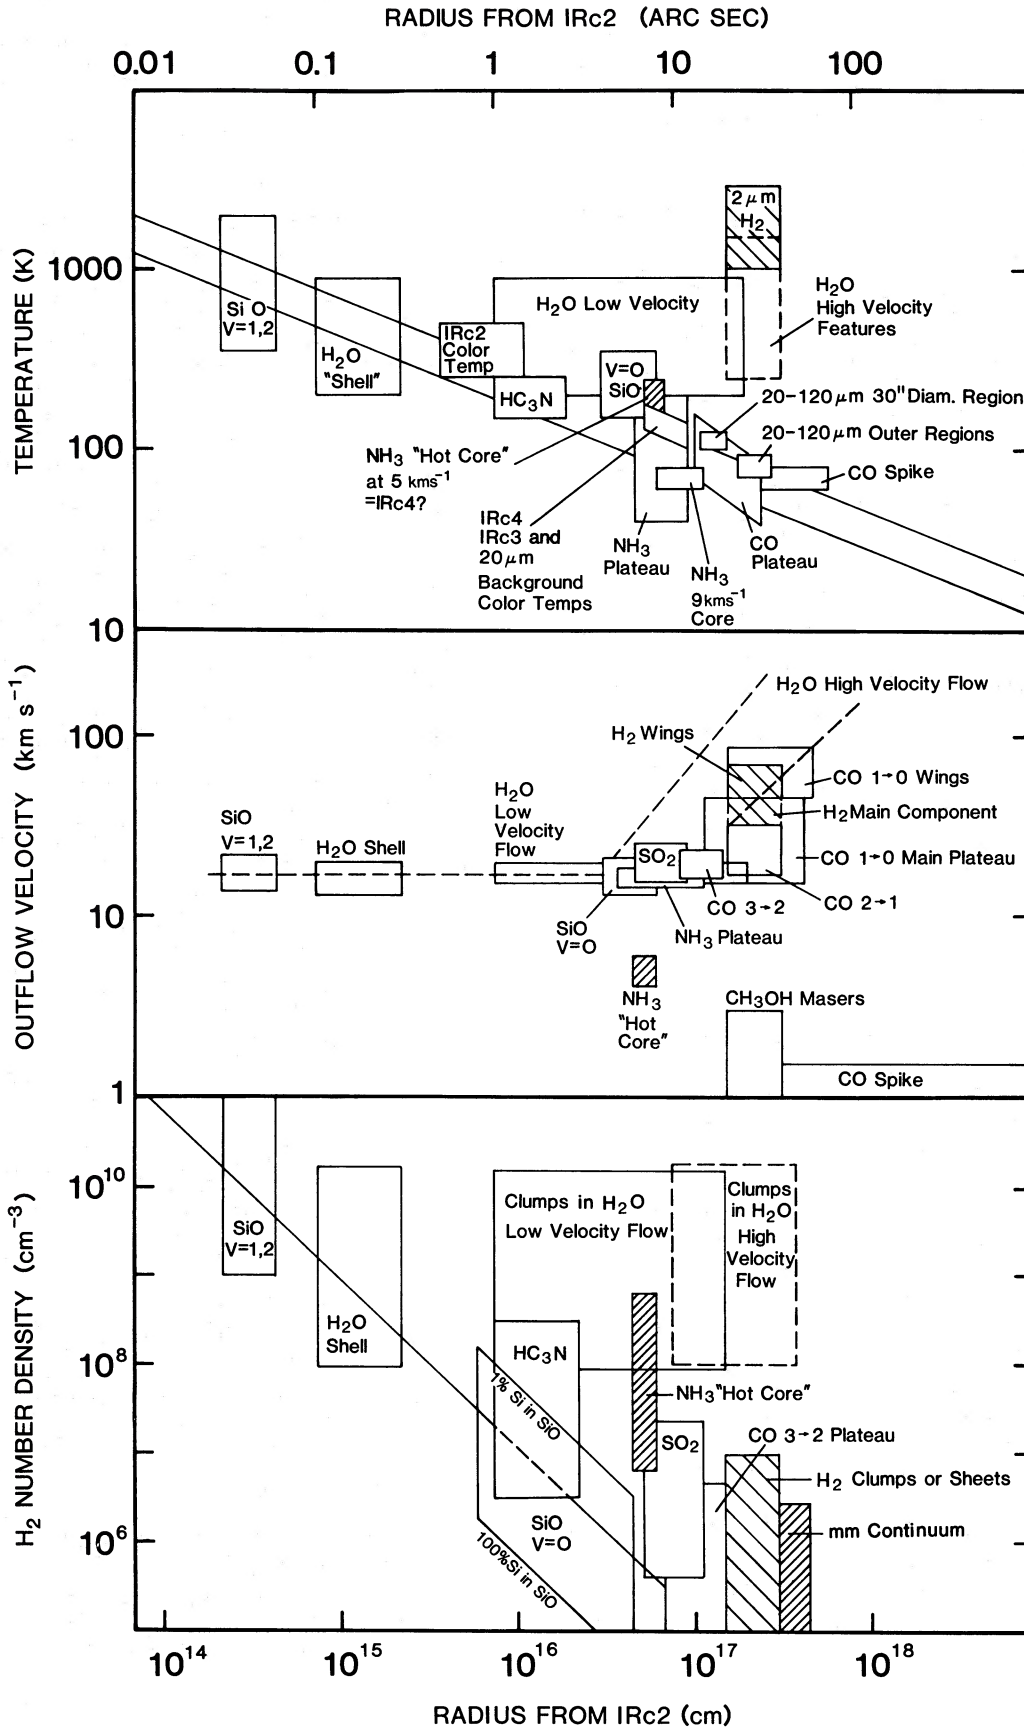 RADIUS FROM IRc2 (ARC SEC)
0.01 0.1 1 10 100
TEMPERATURE (K)
1000
100
10
Si O
V=1,2
H2O
"Shell"
IRc2
Color
Temp
HC3N
H2O Low Velocity
V=O
SiO
2 μm
H2
H2O
High Velocity
Features
20-120 μm 30" Diam. Region
20-120 μm Outer Regions
CO Spike
NH3 "Hot Core"
at 5 kms-1
=IRc4?
IRc4
IRc3 and
20 μm
Background
Color Temps
NH3
Plateau
NH3
9kms-1
Core
CO
Plateau
OUTFLOW VELOCITY (km s-1)
100
10
1
H2O High Velocity Flow
H2 Wings
CO 1→0 Wings
H2 Main Component
CO 1→0 Main Plateau
CO 2→1
SiO
V=1,2
H2O Shell
H2O
Low
Velocity
Flow
SO2
CO 3→2
NH3 Plateau
SiO
V=O
NH3
"Hot
Core"
CH3OH Masers
CO Spike
H2 NUMBER DENSITY (cm-3)
10^10
10^8
10^6
SiO
V=1,2
H2O
Shell
Clumps in H2O
Low Velocity Flow
Clumps
in H2O
High
Velocity
Flow
HC3N
1% Si in SiO
NH3 "Hot Core"
SO2
CO 3→2 Plateau
H2 Clumps or Sheets
mm Continuum
SiO
V=O
100% Si in SiO
10^14 10^15 10^16 10^17 10^18
RADIUS FROM IRc2 (cm)